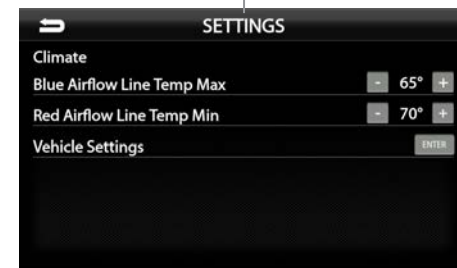 SETTINGS
Climate
Blue Airflow Line Temp Max - 65° +
Red Airflow Line Temp Min - 70° +
Vehicle Settings ENTER